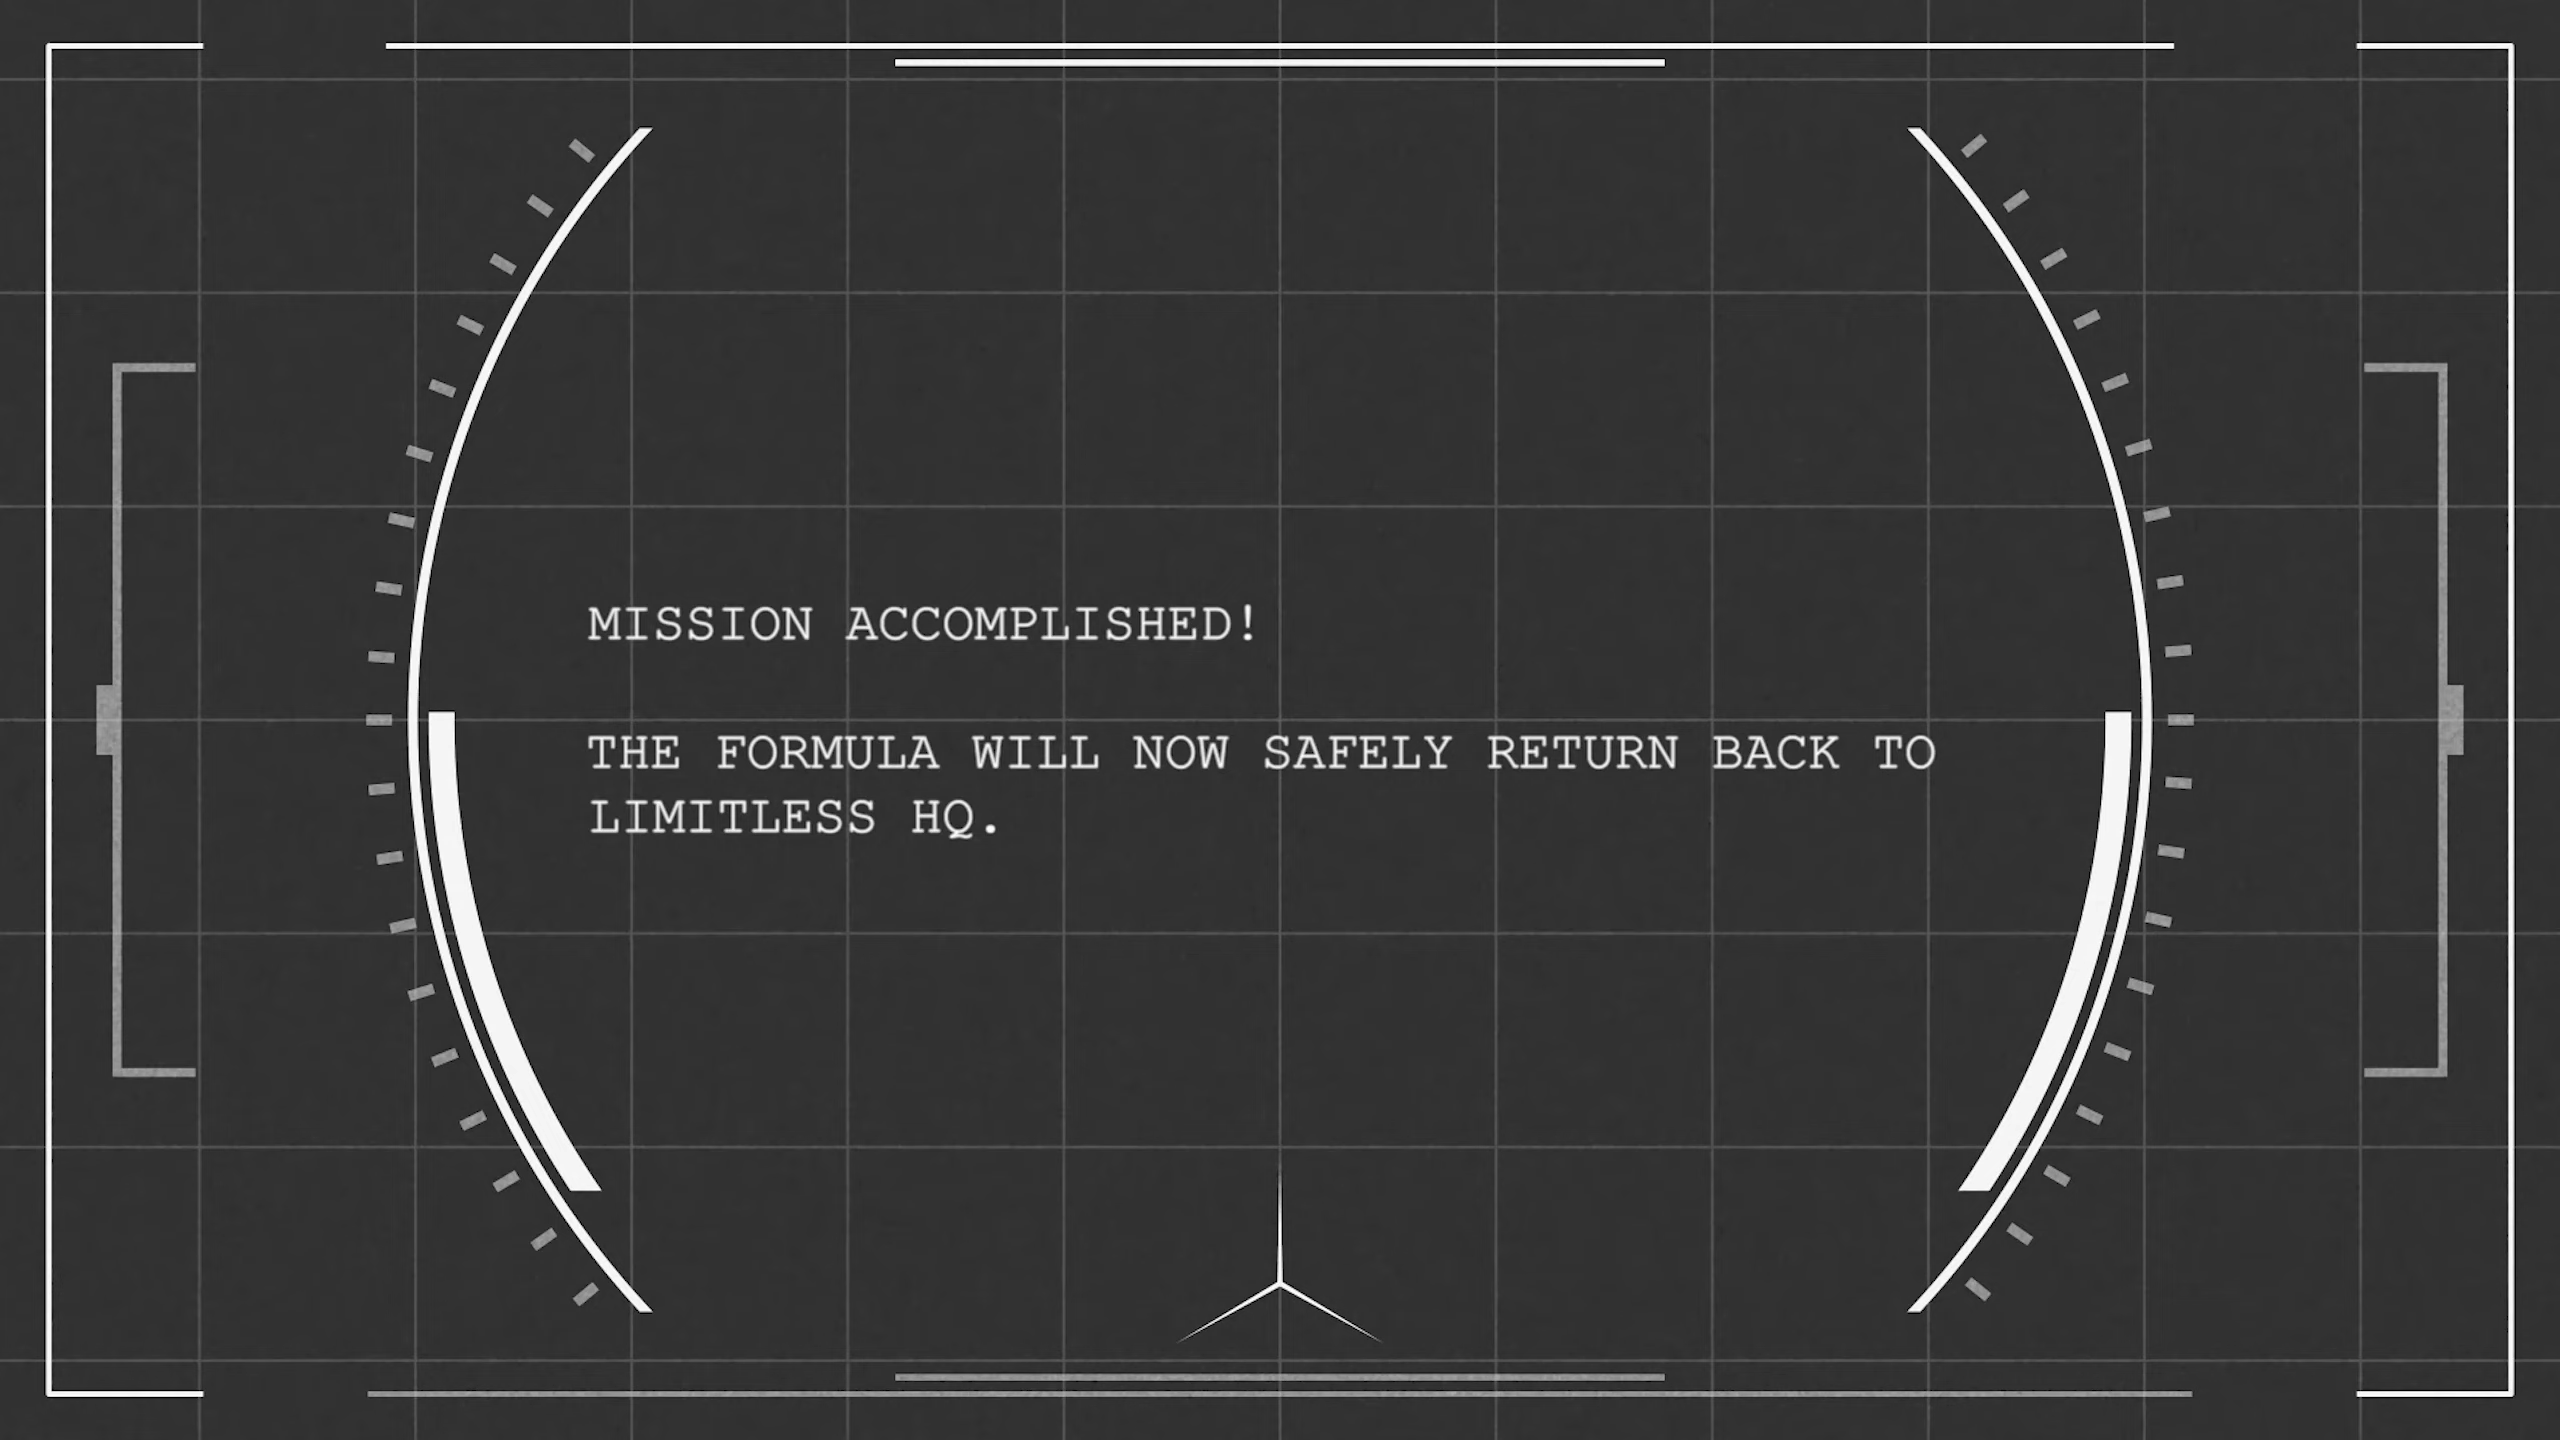 MISSION ACCOMPLISHED!
THE FORMULA WILL NOW SAFELY RETURN BACK TO
LIMITLESS HQ.